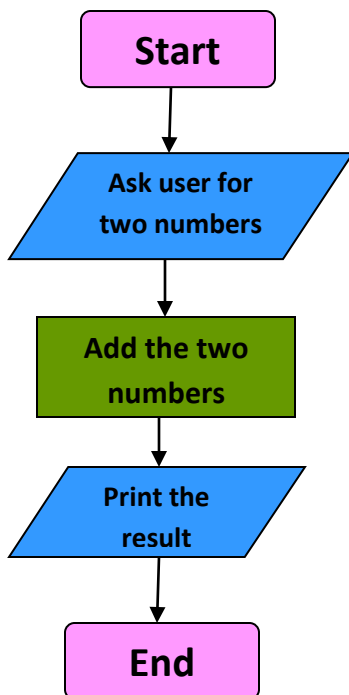 Start
Ask user for
two numbers
Add the two
numbers
Print the
result
End